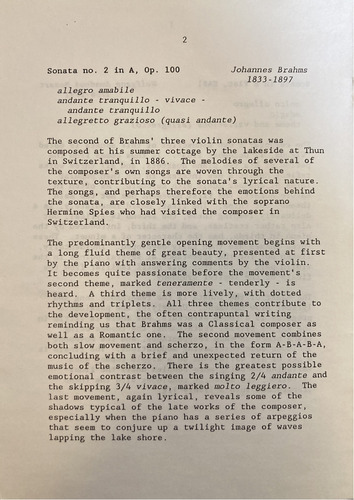 2
Sonata no. 2 in A, Op. 100 Johannes Brahms
1833-1897
allegro amabile
andante tranquillo - vivace -
andante tranquillo
allegretto grazioso (quasi andante)
The second of Brahms' three violin sonatas was
composed at his summer cottage by the lakeside at Thun
in Switzerland, in 1886. The melodies of several of
the composer's own songs are woven through the
texture, contributing to the sonata's lyrical nature.
The songs, and perhaps therefore the emotions behind
the sonata, are closely linked with the soprano
Hermine Spies who had visited the composer in
Switzerland.
The predominantly gentle opening movement begins with
a long fluid theme of great beauty, presented at first
by the piano with answering comments by the violin.
It becomes quite passionate before the movement's
second theme, marked teneramente - tenderly - is
heard. A third theme is more lively, with dotted
rhythms and triplets. All three themes contribute to
the development, the often contrapuntal writing
reminding us that Brahms was a Classical composer as
well as a Romantic one. The second movement combines
both slow movement and scherzo, in the form A-B-A-B-A,
concluding with a brief and unexpected return of the
music of the scherzo. There is the greatest possible
emotional contrast between the singing 2/4 andante and
the skipping 3/4 vivace, marked molto leggiero. The
last movement, again lyrical, reveals some of the
shadows typical of the late works of the composer,
especially when the piano has a series of arpeggios
that seem to conjure up a twilight image of waves
lapping the lake shore.